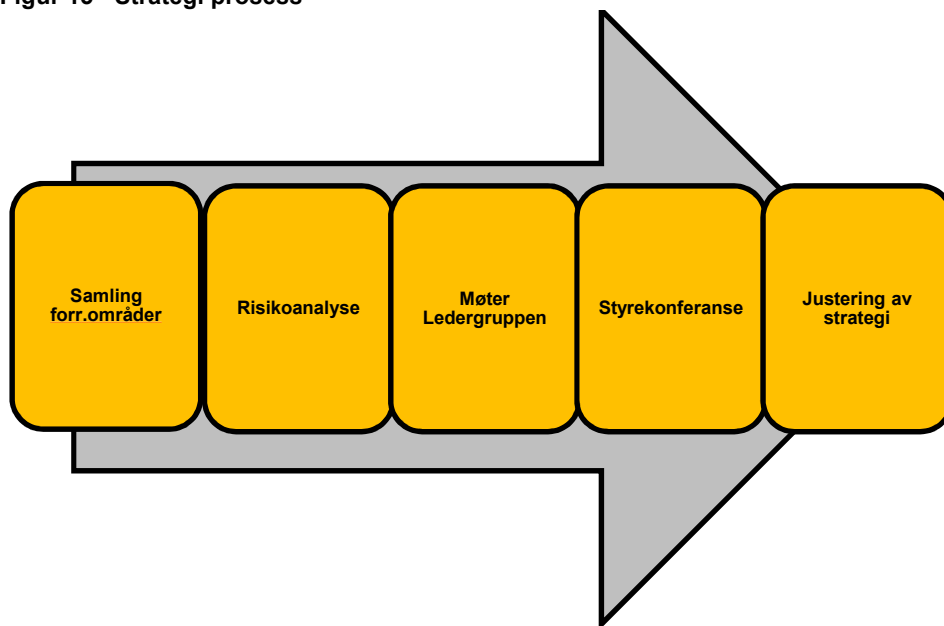 Figur 10 Strategi prosess
Samling
forr.områder
Risikoanalyse
Møter
Ledergruppen
Styrekonferanse
Justering av
strategi